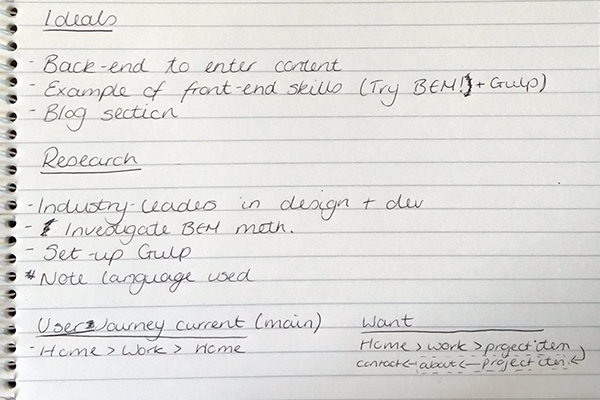 Ideals
- Back-end to enter content
- Example of front-end skills (Try BEM! + Gulp)
- Blog section
Research
- Industry-leaders in design + dev
- Investigate BEM meth.
- Set-up Gulp
* Note language used
User Journey current (main)
- Home > Work > Home
Want
Home > work > project item
contact <- about <- project item <-